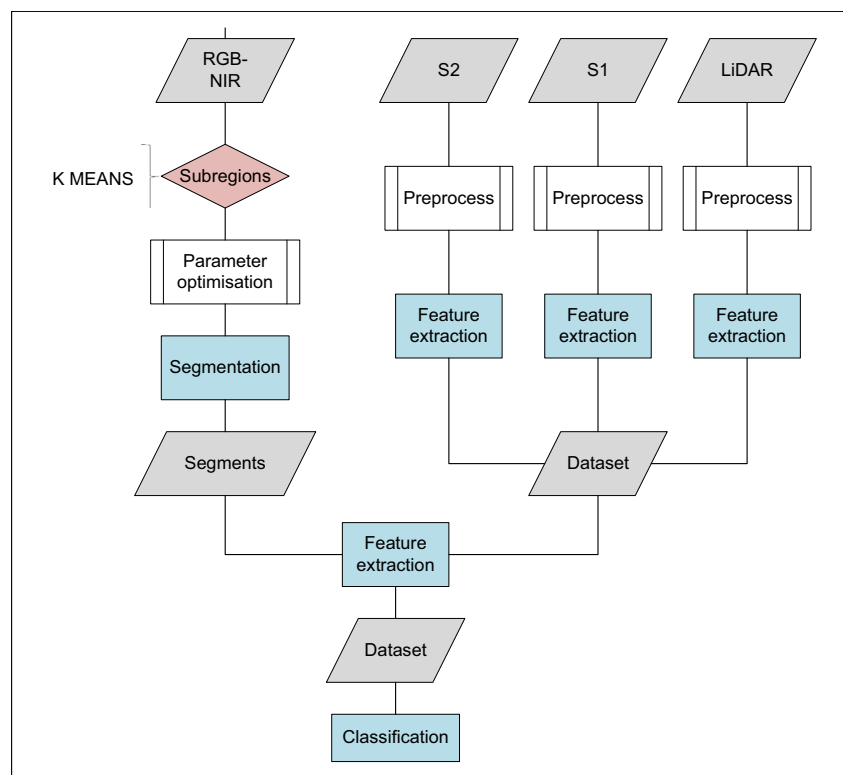 RGB-
NIR
S2
S1
LiDAR
K MEANS
Subregions
Preprocess
Preprocess
Preprocess
Parameter
optimisation
Feature
extraction
Feature
extraction
Feature
extraction
Segmentation
Segments
Dataset
Feature
extraction
Dataset
Classification